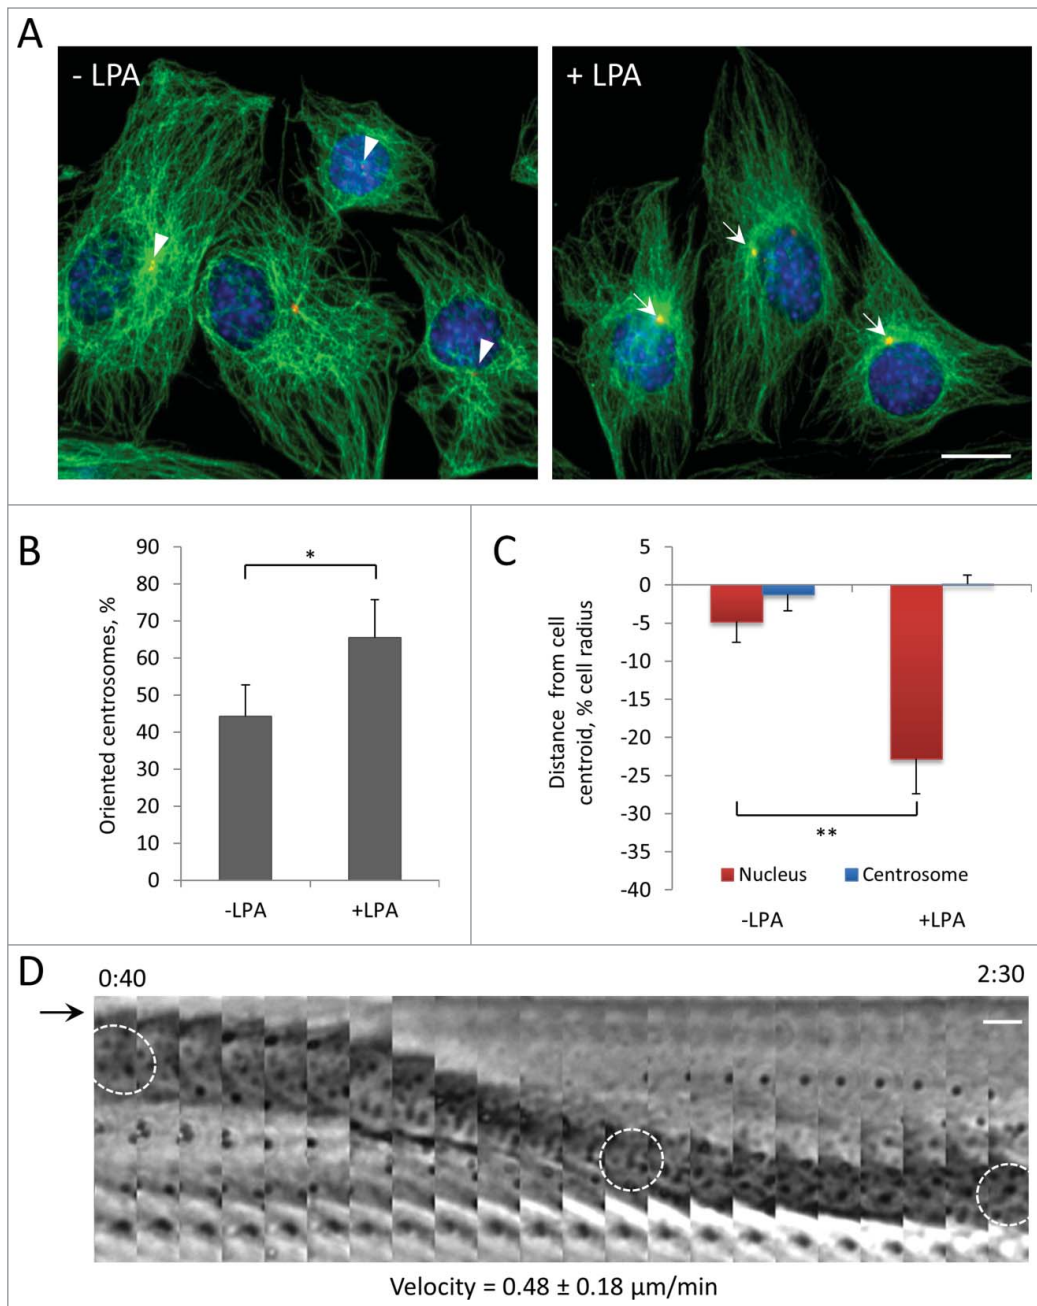 A
- LPA
+ LPA
B
Oriented centrosomes, %
90
80
70
60
50
40
30
20
10
0
*
-LPA
+LPA
C
Distance from cell
centroid, % cell radius
5
0
-5
-10
-15
-20
-25
-30
-35
-40
**
Nucleus
Centrosome
-LPA
+LPA
D
0:40
2:30
Velocity = 0.48 ± 0.18 µm/min